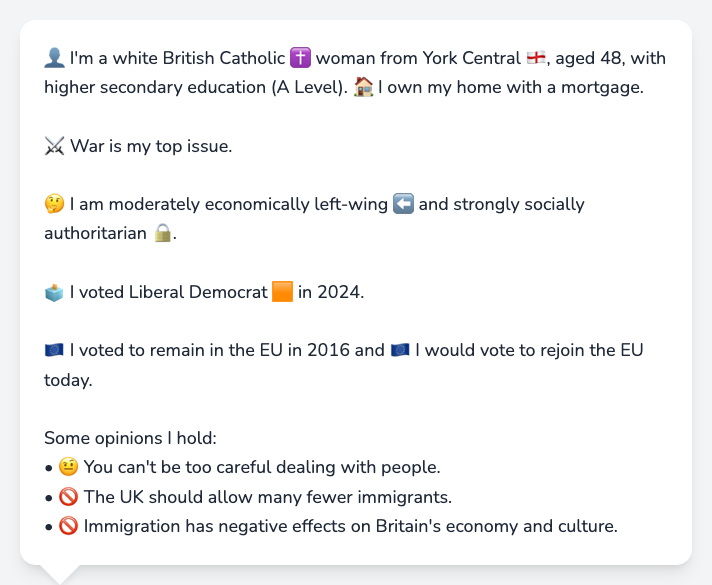 👤 I'm a white British Catholic ✝️ woman from York Central 🏴󠁧󠁢󠁥󠁮󠁧󠁿, aged 48, with
higher secondary education (A Level). 🏠 I own my home with a mortgage.
⚔️ War is my top issue.
🤔 I am moderately economically left-wing ⬅️ and strongly socially
authoritarian 🔒.
🗳️ I voted Liberal Democrat 🟧 in 2024.
🇪🇺 I voted to remain in the EU in 2016 and 🇪🇺 I would vote to rejoin the EU
today.
Some opinions I hold:
• 🤨 You can't be too careful dealing with people.
• 🚫 The UK should allow many fewer immigrants.
• 🚫 Immigration has negative effects on Britain's economy and culture.